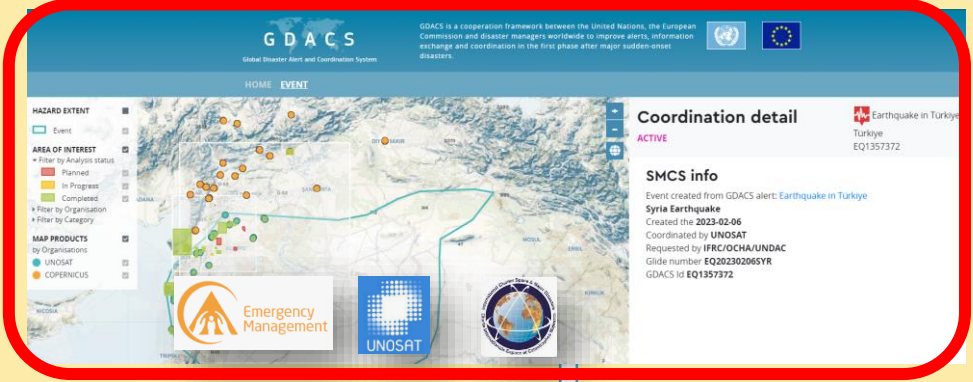 GDACS
Global Disaster Alert and Coordination System
GDACS is a cooperation framework between the United Nations, the European
Commission and disaster managers worldwide to improve alerts, information
exchange and coordination in the first phase after major sudden-onset
disasters.
HOME EVENT
HAZARD EXTENT
Event
AREA OF INTEREST
Filter by Analysis status
Planned
In Progress
Completed
Filter by Organisation
Filter by Category
MAP PRODUCTS
by Organisations
UNOSAT
COPERNICUS
NICOSIA
MOSUL
ERBIL
KIRKUK
+
-
Emergency
Management
UNOSAT
Coordination detail
ACTIVE
Earthquake in Türkiye
Türkiye
EQ1357372
SMCS info
Event created from GDACS alert: Earthquake in Turkiye
Syria Earthquake
Created the 2023-02-06
Coordinated by UNOSAT
Requested by IFRC/OCHA/UNDAC
Glide number EQ20230206SYR
GDACS Id EQ1357372